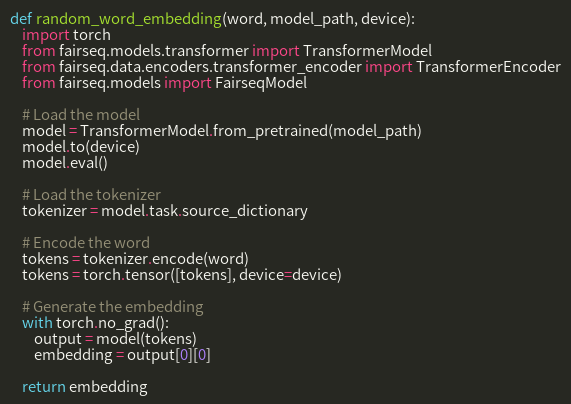 def random_word_embedding(word, model_path, device):
    import torch
    from fairseq.models.transformer import TransformerModel
    from fairseq.data.encoders.transformer_encoder import TransformerEncoder
    from fairseq.models import FairseqModel

    # Load the model
    model = TransformerModel.from_pretrained(model_path)
    model.to(device)
    model.eval()

    # Load the tokenizer
    tokenizer = model.task.source_dictionary

    # Encode the word
    tokens = tokenizer.encode(word)
    tokens = torch.tensor([tokens], device=device)

    # Generate the embedding
    with torch.no_grad():
        output = model(tokens)
        embedding = output[0][0]

    return embedding